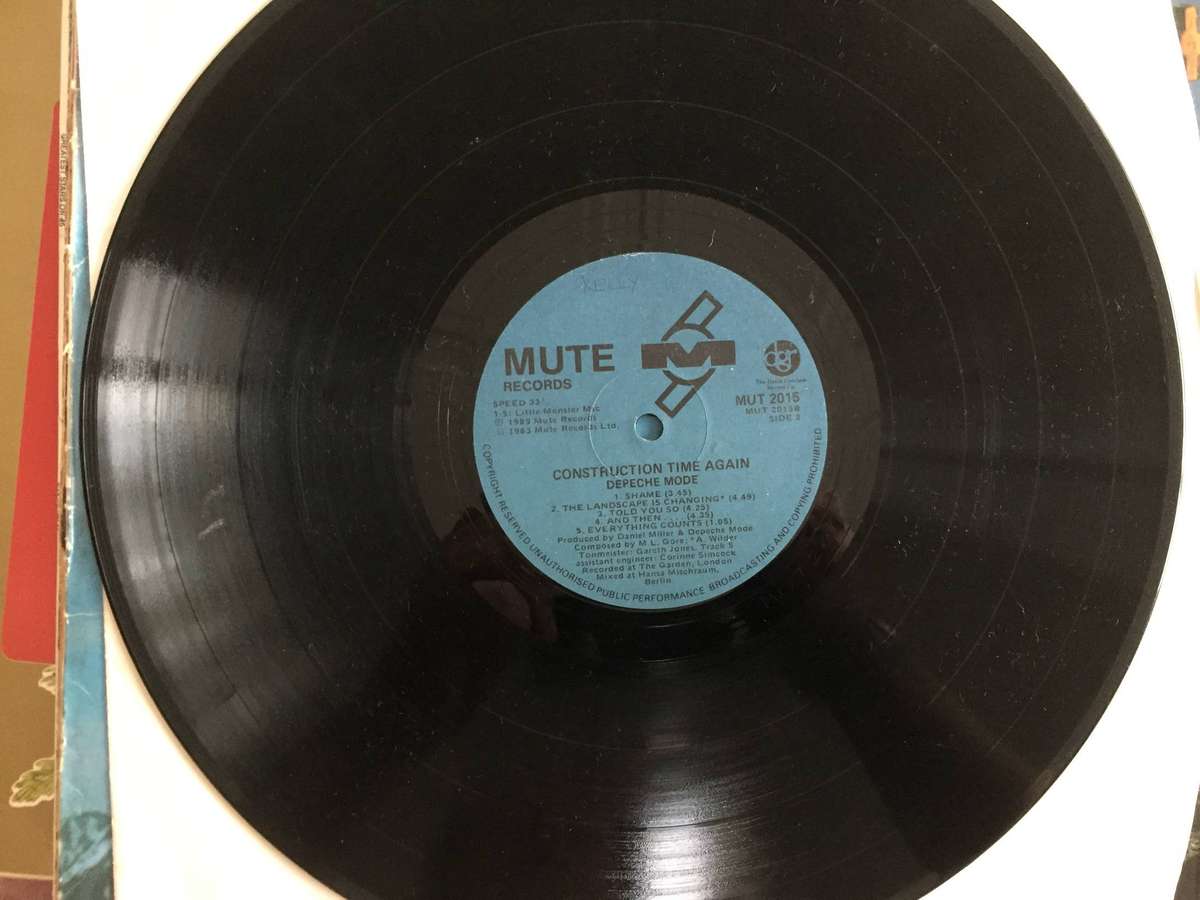 KELLY
MUTE
RECORDS
M
dgr
SPEED 33⅓
MUT 2015
1-5: Little Monster Msc
MUT 2015B
℗ 1983 Mute Records
SIDE 2
© 1983 Mute Records Ltd.
CONSTRUCTION TIME AGAIN
DEPECHE MODE
1. SHAME (3.45)
2. THE LANDSCAPE IS CHANGING* (4.49)
3. TOLD YOU SO (4.25)
4. AND THEN... (4.35)
5. EVERYTHING COUNTS (1.05)
Produced by Daniel Miller & Depeche Mode
Composed by M L. Gore; *A. Wilder
Tonmeister: Gareth Jones, Track 5
assistant engineer: Corinne Simcock
Recorded at The Garden, London
Mixed at Hansa Mischraum,
Berlin.
COPYRIGHT RESERVED UNAUTHORISED PUBLIC PERFORMANCE BROADCASTING AND COPYING PROHIBITED